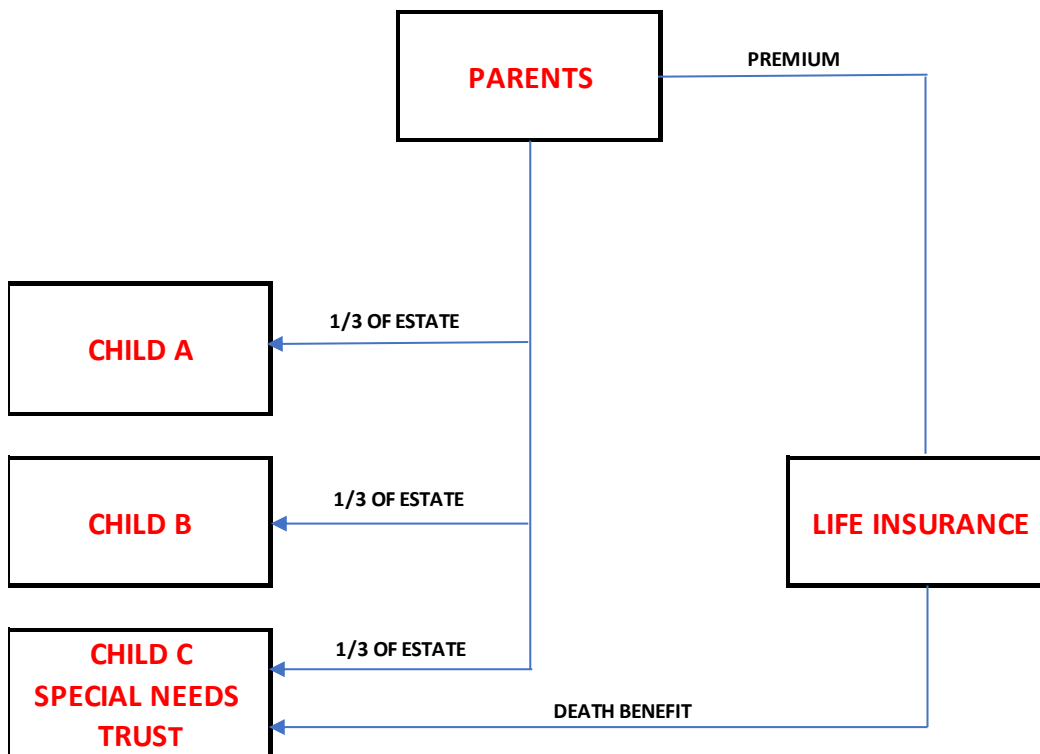 PARENTS
PREMIUM
1/3 OF ESTATE
CHILD A
1/3 OF ESTATE
CHILD B
LIFE INSURANCE
1/3 OF ESTATE
CHILD C
SPECIAL NEEDS
TRUST
DEATH BENEFIT